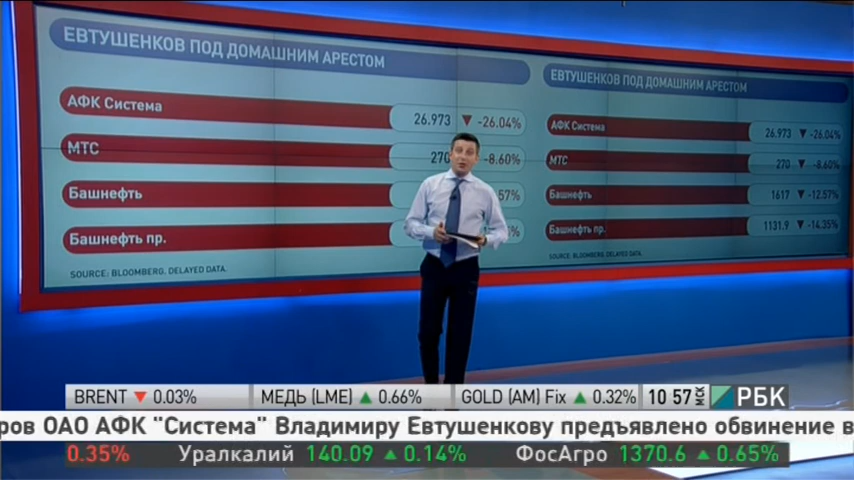 ЕВТУШЕНКОВ ПОД ДОМАШНИМ АРЕСТОМ
АФК Система 26.973 ▼ -26.04%
МТС 270 -8.60%
Башнефть 57%
Башнефть пр.
SOURCE: BLOOMBERG. DELAYED DATA.
ЕВТУШЕНКОВ ПОД ДОМАШНИМ АРЕСТОМ
АФК Система 26.973 ▼ -26.04%
МТС 270 ▼ -8.60%
Башнефть 1617 ▼ -12.57%
Башнефть пр. 1131.9 ▼ -14.35%
SOURCE: BLOOMBERG. DELAYED DATA.
BRENT ▼ 0.03% МЕДЬ (LME) ▲ 0.66% GOLD (AM) Fix ▲ 0.32% 10 57 МСК РБК
ров ОАО АФК "Система" Владимиру Евтушенкову предъявлено обвинение в
0.35% Уралкалий 140.09 ▲ 0.14% ФосАгро 1370.6 ▲ 0.65%